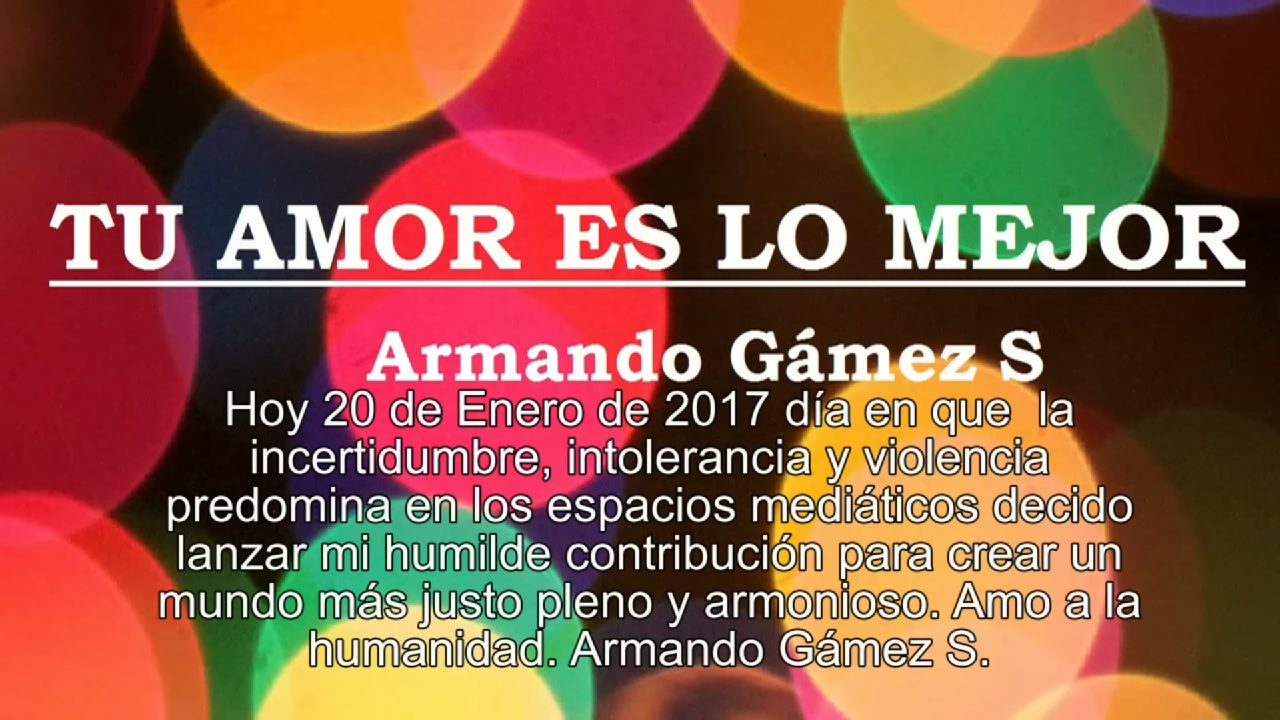 TU AMOR ES LO MEJOR
Armando Gámez S
Hoy 20 de Enero de 2017 día en que  la
incertidumbre, intolerancia y violencia
predomina en los espacios mediáticos decido
lanzar mi humilde contribución para crear un
mundo más justo pleno y armonioso. Amo a la
humanidad. Armando Gámez S.